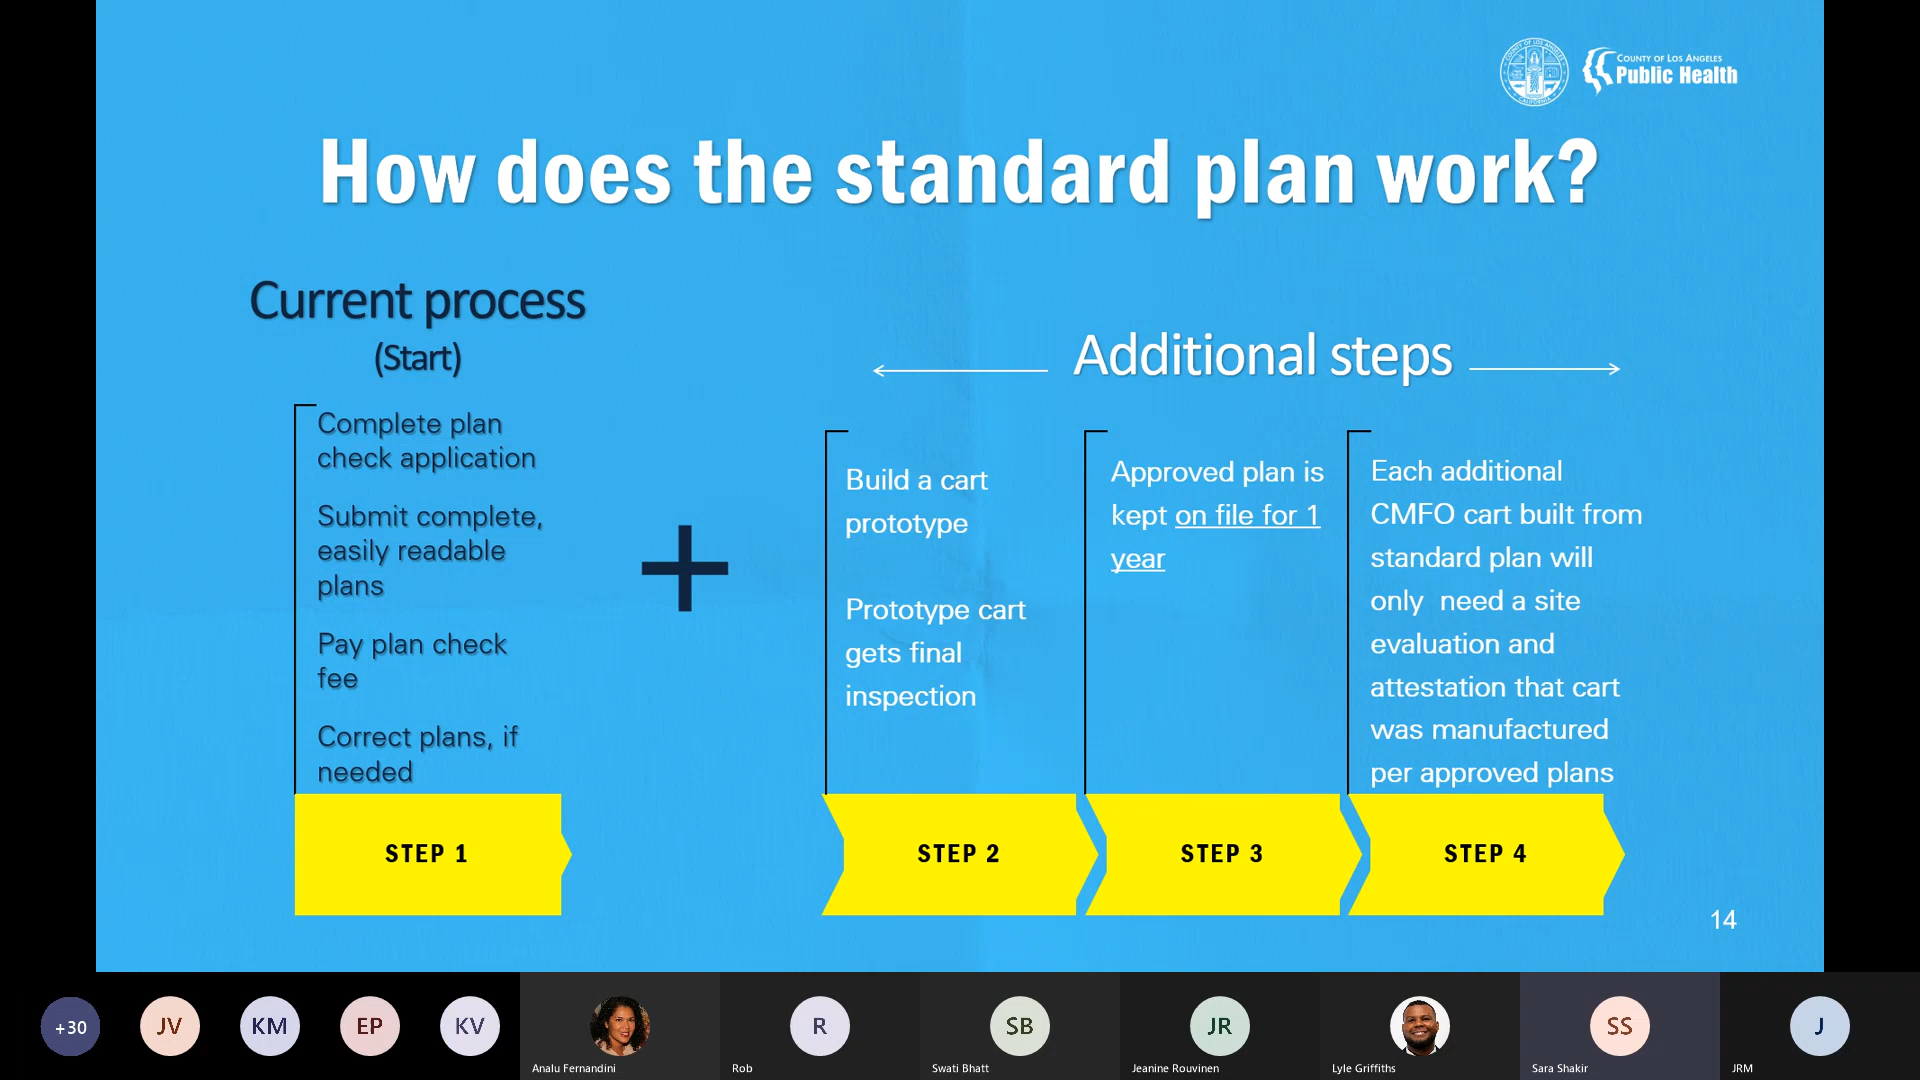 COUNTY OF LOS ANGELES
CALIFORNIA
COUNTY OF LOS ANGELES
Public Health
How does the standard plan work?
Current process
(Start)
Additional steps
Complete plan
check application
Submit complete,
easily readable
plans
Pay plan check
fee
Correct plans, if
needed
+
Build a cart
prototype
Prototype cart
gets final
inspection
Approved plan is
kept on file for 1
year
Each additional
CMFO cart built from
standard plan will
only  need a site
evaluation and
attestation that cart
was manufactured
per approved plans
STEP 1
STEP 2
STEP 3
STEP 4
14
+30
JV
KM
EP
KV
Analu Fernandini
R
Rob
SB
Swati Bhatt
JR
Jeanine Rouvinen
Lyle Griffiths
SS
Sara Shakir
J
JRM